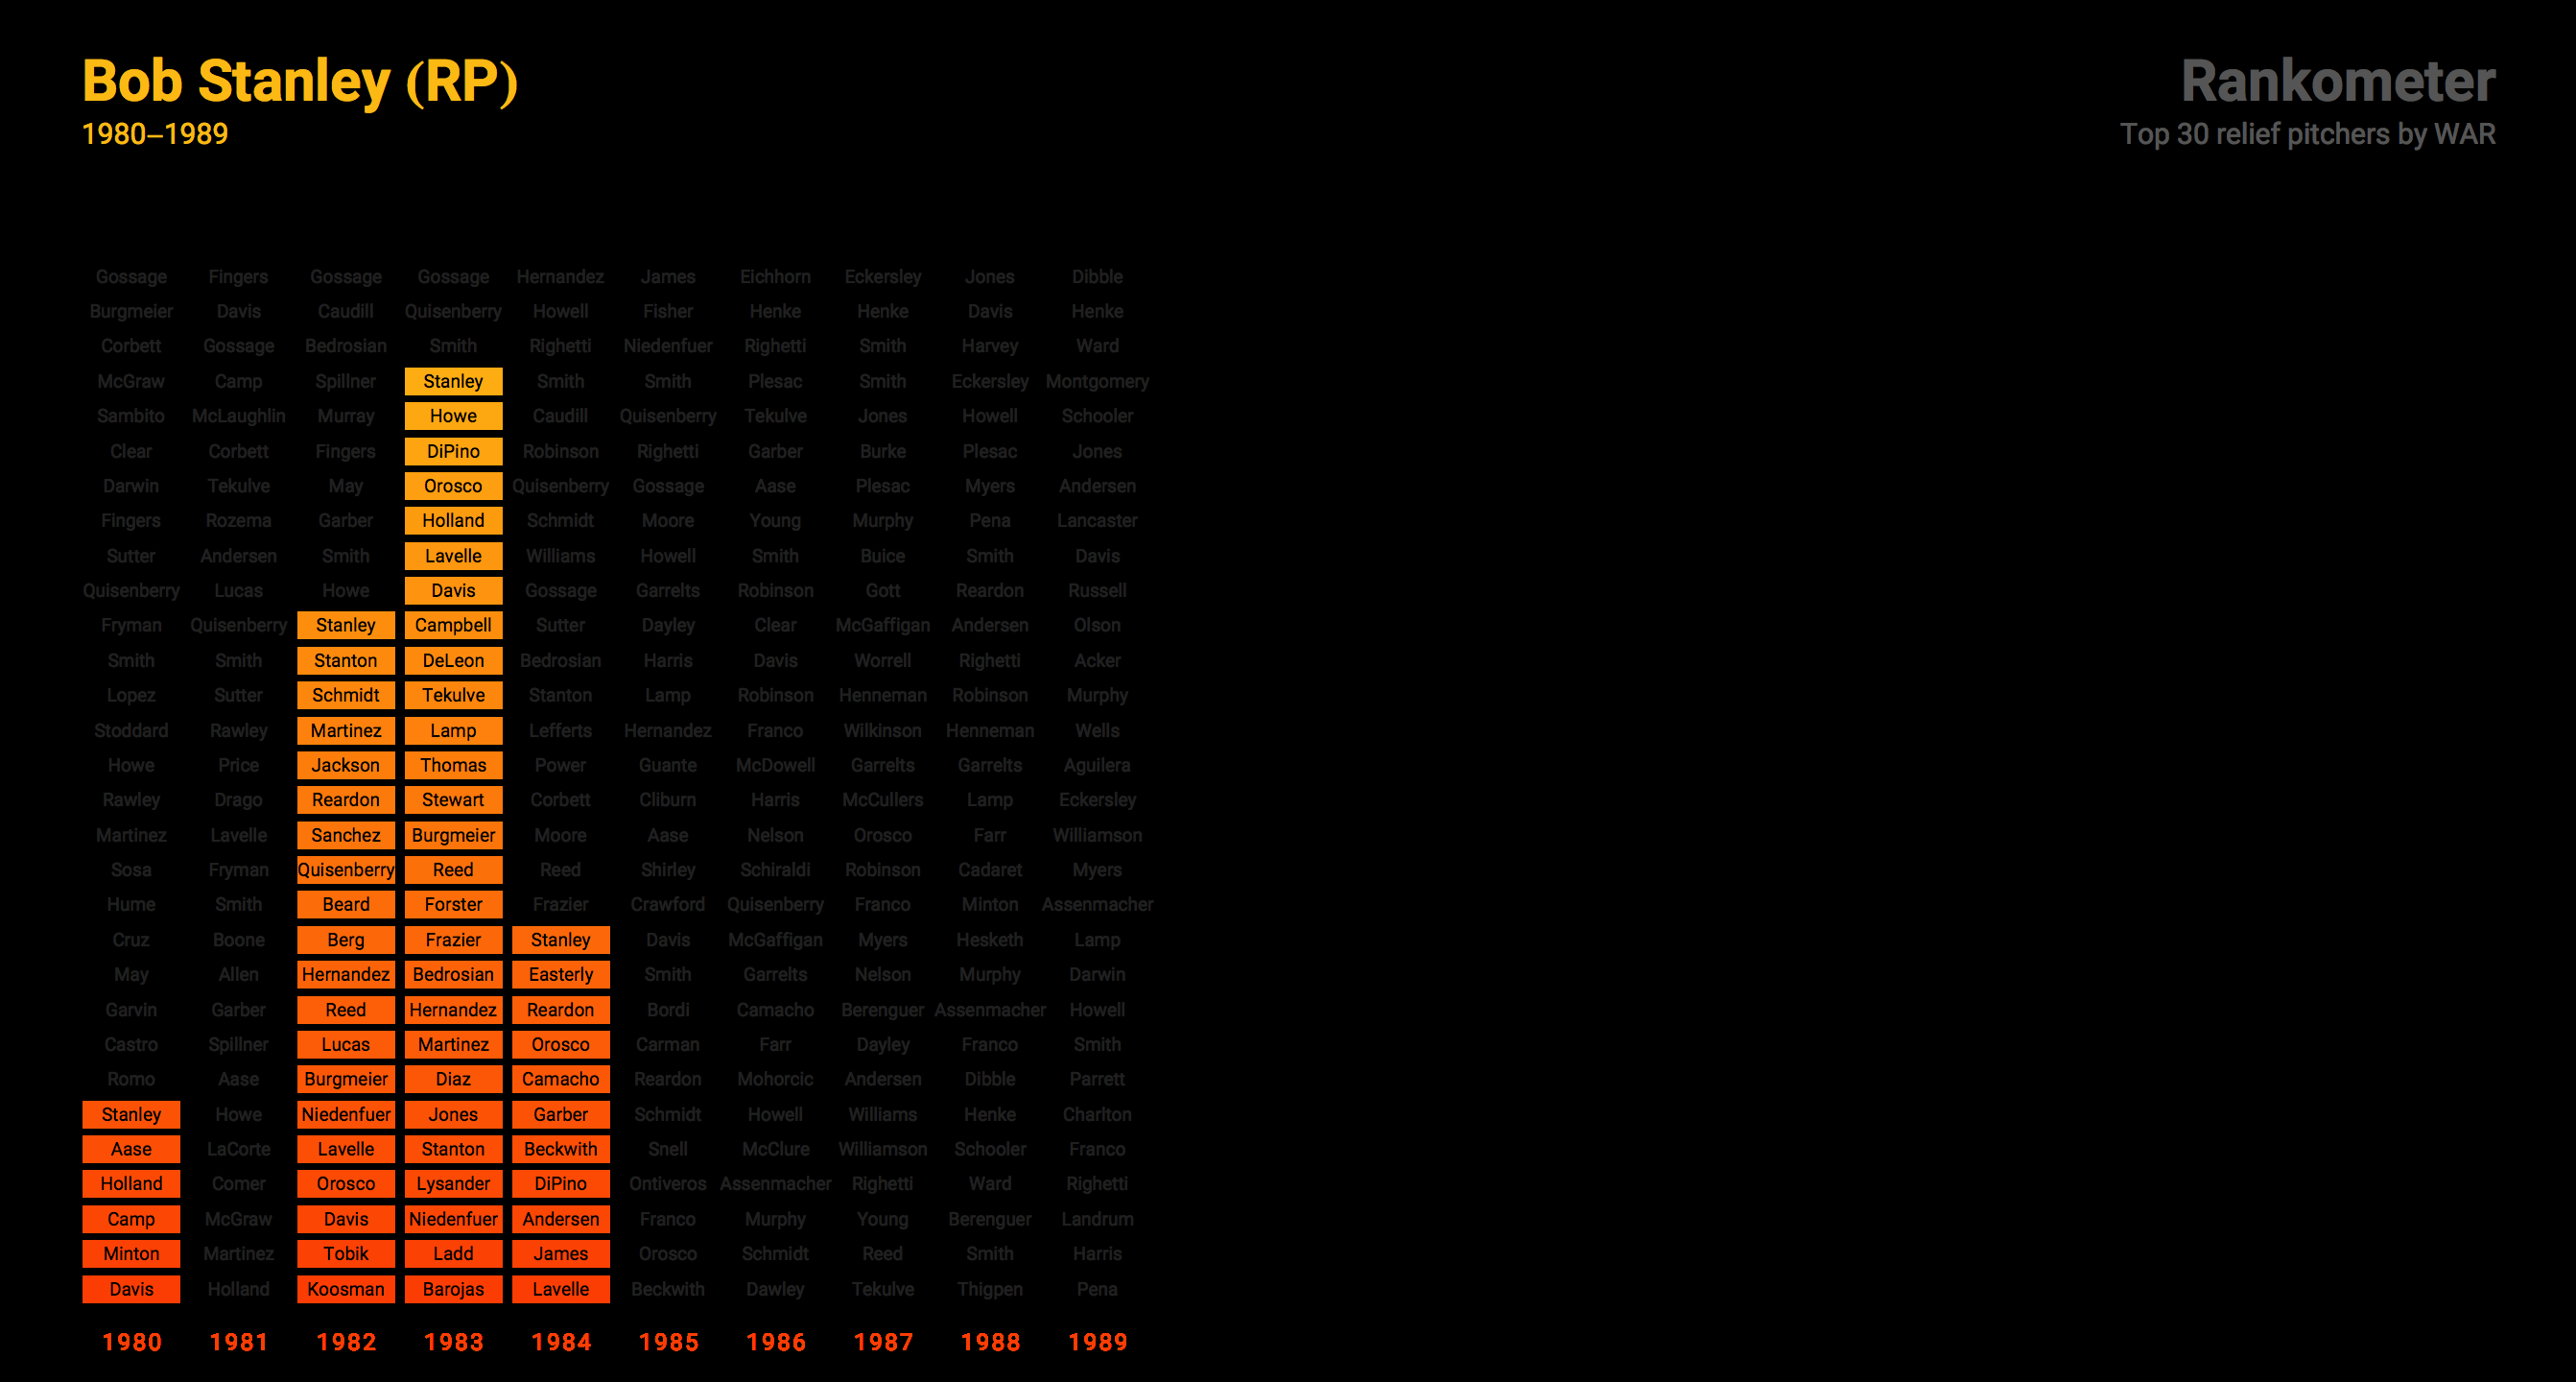 Bob Stanley (RP)
1980–1989
Rankometer
Top 30 relief pitchers by WAR
Gossage Fingers Gossage Gossage Hernandez James Eichhorn Eckersley Jones Dibble
Burgmeier Davis Caudill Quisenberry Howell Fisher Henke Henke Davis Henke
Corbett Gossage Bedrosian Smith Righetti Niedenfuer Righetti Smith Harvey Ward
McGraw Camp Spillner Stanley Smith Smith Plesac Smith Eckersley Montgomery
Sambito McLaughlin Murray Howe Caudill Quisenberry Tekulve Jones Howell Schooler
Clear Corbett Fingers DiPino Robinson Righetti Garber Burke Plesac Jones
Darwin Tekulve May Orosco Quisenberry Gossage Aase Plesac Myers Andersen
Fingers Rozema Garber Holland Schmidt Moore Young Murphy Pena Lancaster
Sutter Andersen Smith Lavelle Williams Howell Smith Buice Smith Davis
Quisenberry Lucas Howe Davis Gossage Garrelts Robinson Gott Reardon Russell
Fryman Quisenberry Stanley Campbell Sutter Dayley Clear McGaffigan Andersen Olson
Smith Smith Stanton DeLeon Bedrosian Harris Davis Worrell Righetti Acker
Lopez Sutter Schmidt Tekulve Stanton Lamp Robinson Henneman Robinson Murphy
Stoddard Rawley Martinez Lamp Lefferts Hernandez Franco Wilkinson Henneman Wells
Howe Price Jackson Thomas Power Guante McDowell Garrelts Garrelts Aguilera
Rawley Drago Reardon Stewart Corbett Cliburn Harris McCullers Lamp Eckersley
Martinez Lavelle Sanchez Burgmeier Moore Aase Nelson Orosco Farr Williamson
Sosa Fryman Quisenberry Reed Reed Shirley Schiraldi Robinson Cadaret Myers
Hume Smith Beard Forster Frazier Crawford Quisenberry Franco Minton Assenmacher
Cruz Boone Berg Frazier Stanley Davis McGaffigan Myers Hesketh Lamp
May Allen Hernandez Bedrosian Easterly Smith Garrelts Nelson Murphy Darwin
Garvin Garber Reed Hernandez Reardon Bordi Camacho Berenguer Assenmacher Howell
Castro Spillner Lucas Martinez Orosco Carman Farr Dayley Franco Smith
Romo Aase Burgmeier Diaz Camacho Reardon Mohorcic Andersen Dibble Parrett
Stanley Howe Niedenfuer Jones Garber Schmidt Howell Williams Henke Charlton
Aase LaCorte Lavelle Stanton Beckwith Snell McClure Williamson Schooler Franco
Holland Comer Orosco Lysander DiPino Ontiveros Assenmacher Righetti Ward Righetti
Camp McGraw Davis Niedenfuer Andersen Franco Murphy Young Berenguer Landrum
Minton Martinez Tobik Ladd James Orosco Schmidt Reed Smith Harris
Davis Holland Koosman Barojas Lavelle Beckwith Dawley Tekulve Thigpen Pena
1980 1981 1982 1983 1984 1985 1986 1987 1988 1989